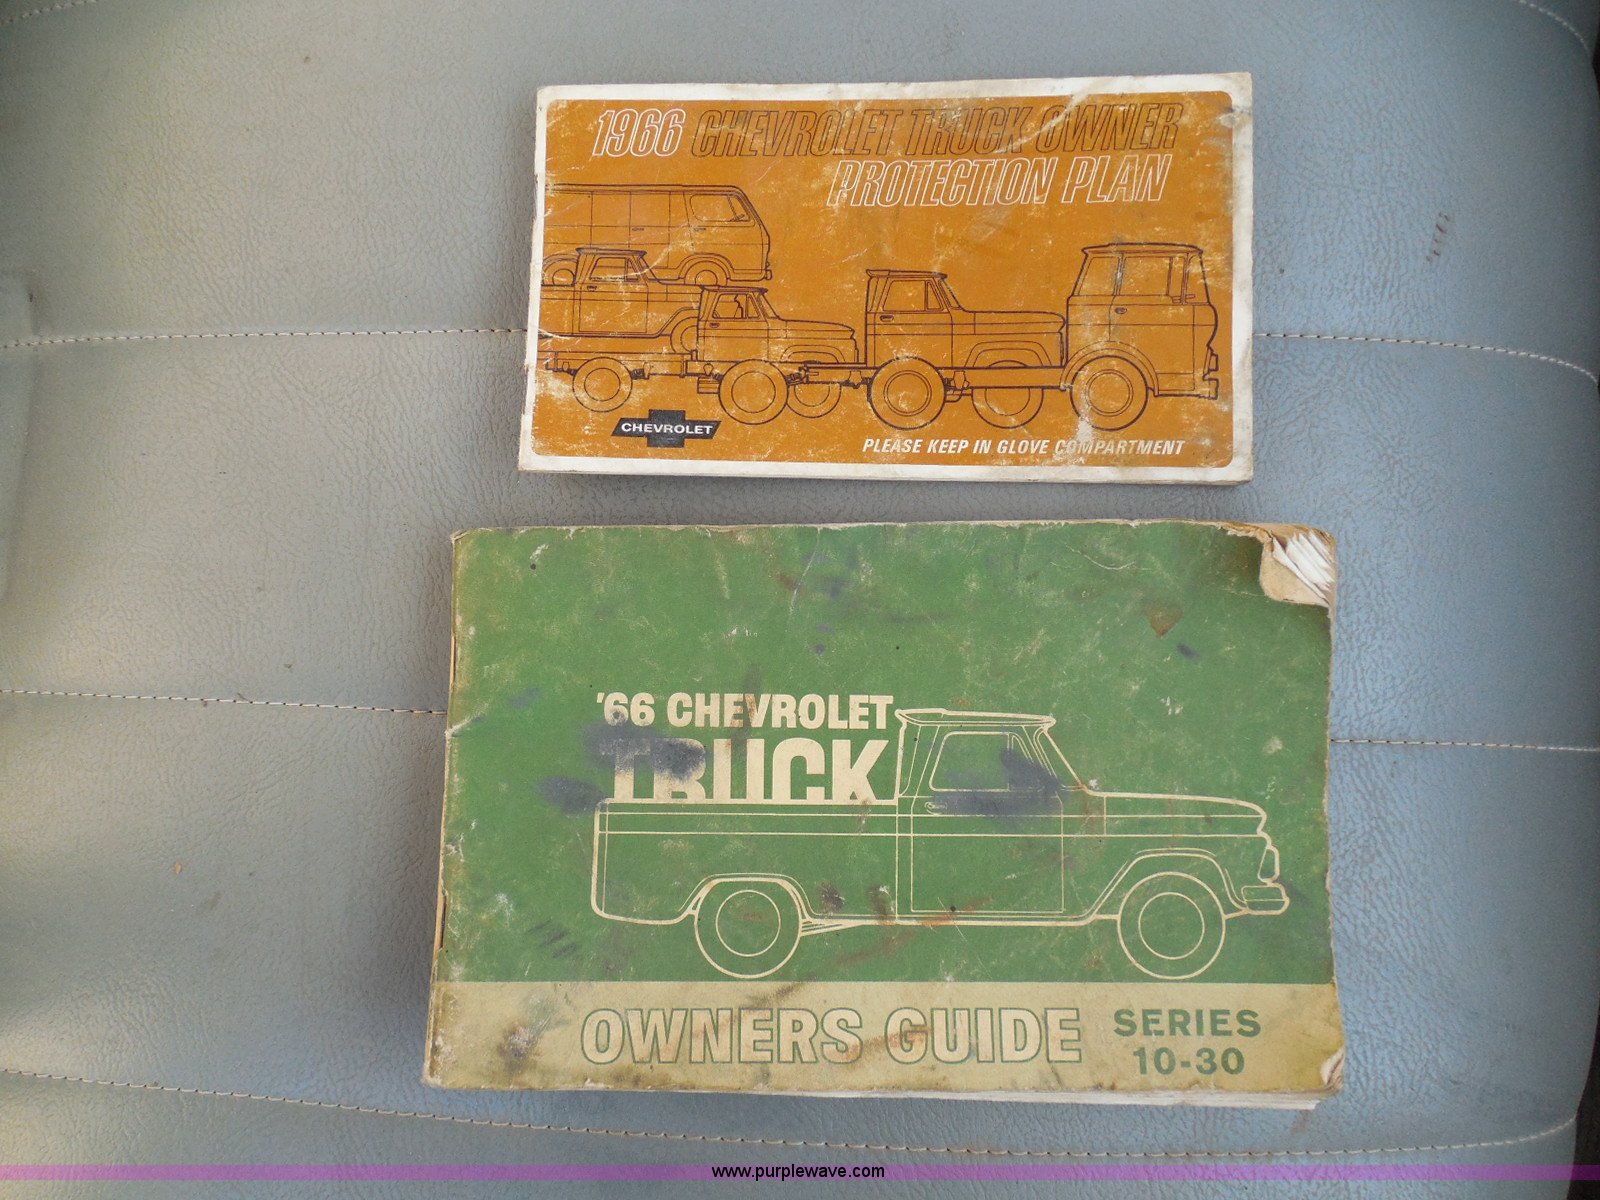 1966 CHEVROLET TRUCK OWNER
PROTECTION PLAN
CHEVROLET
PLEASE KEEP IN GLOVE COMPARTMENT
'66 CHEVROLET
TRUCK
OWNERS GUIDE
SERIES
10-30
www.purplewave.com